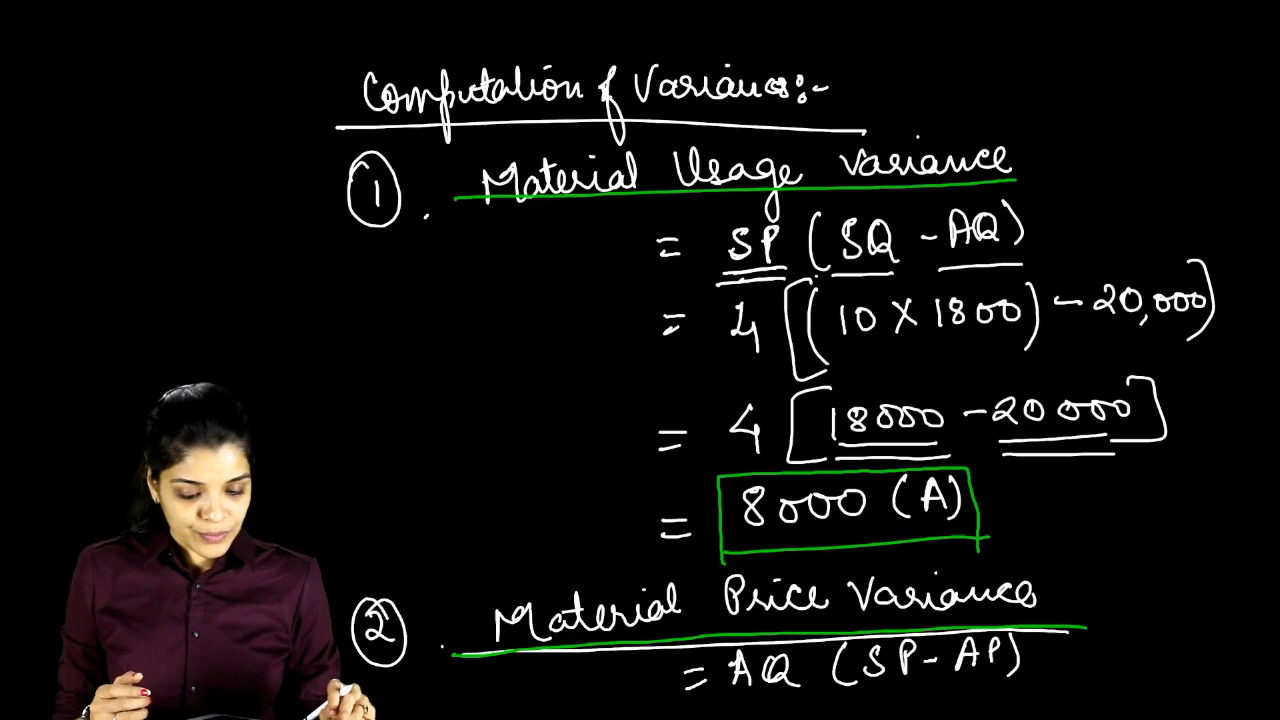 Computation of Variances:-
① . Material Usage Variance
= SP (SQ - AQ)
= 4 [(10 X 1800) - 20,000]
= 4 [18000 - 20000]
= 8000 (A)
② . Material Price Variance
= AQ (SP - AP)